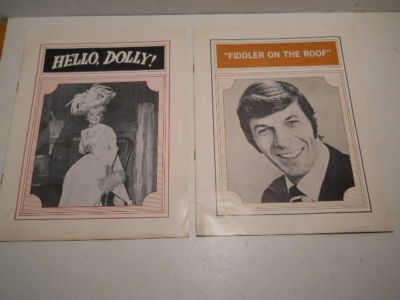 HELLO, DOLLY!
"FIDDLER ON THE ROOF"